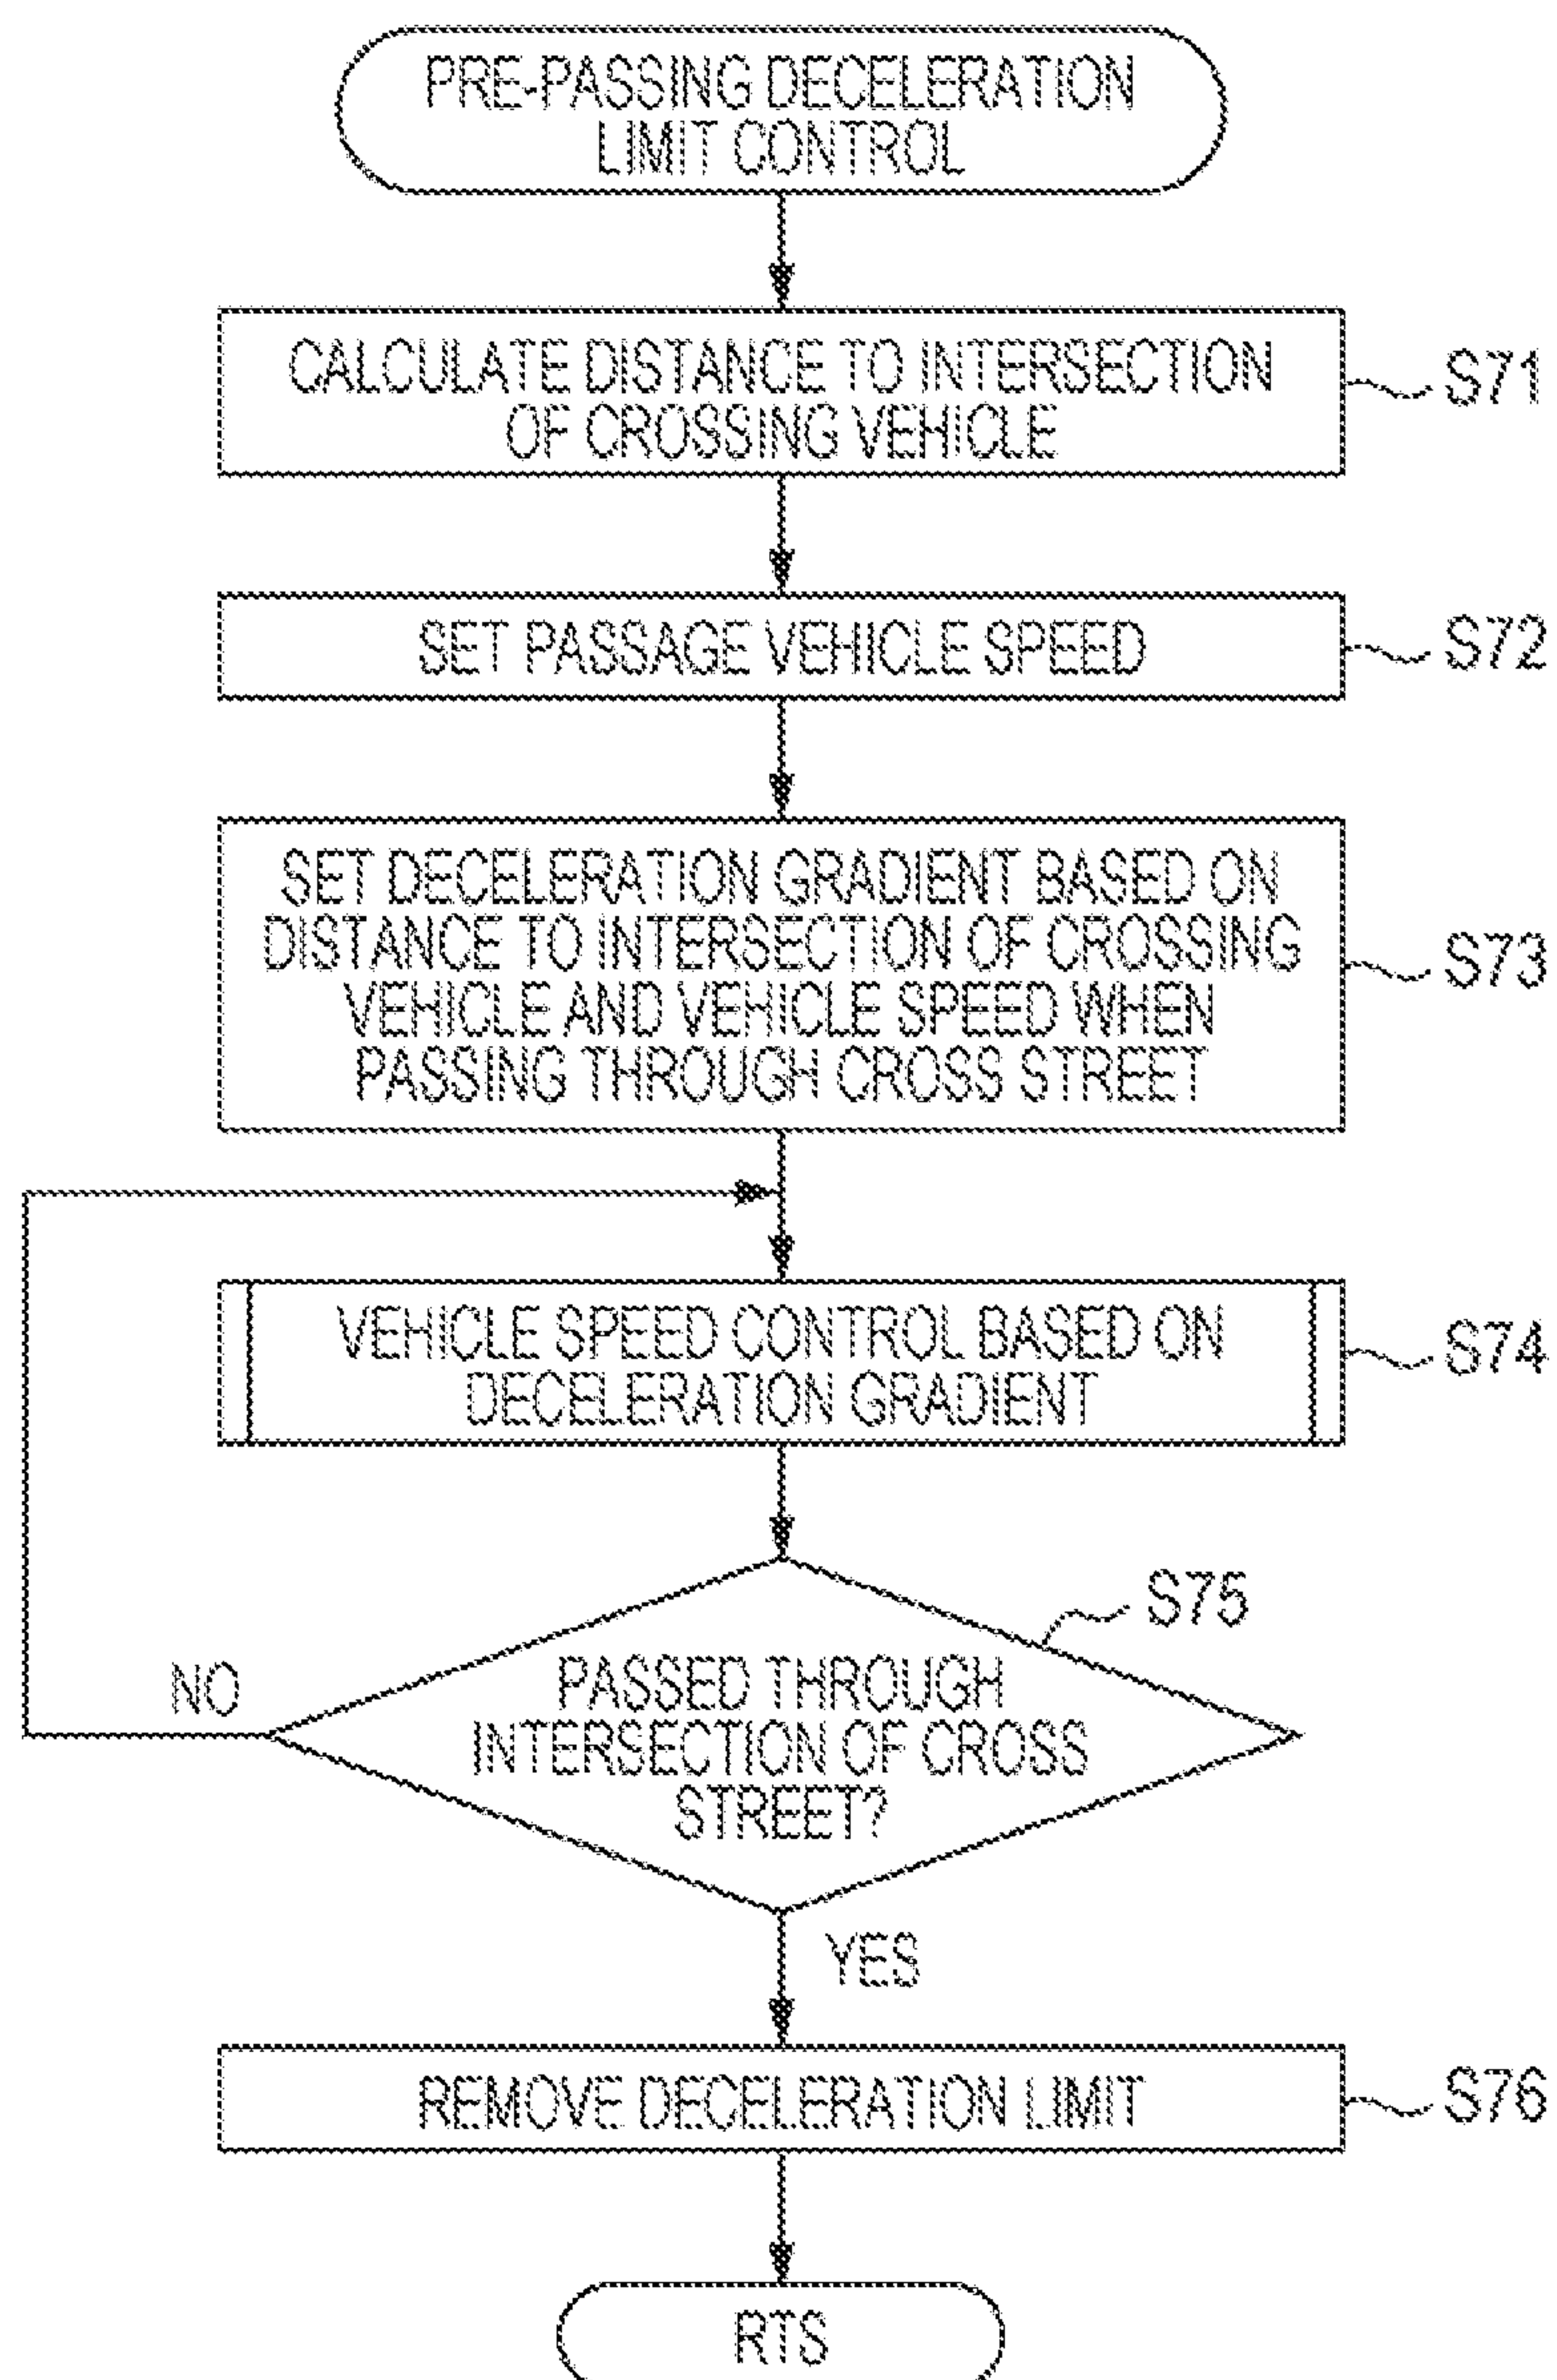 PRE-PASSING DECELERATION
LIMIT CONTROL
CALCULATE DISTANCE TO INTERSECTION
OF CROSSING VEHICLE
S71
SET PASSAGE VEHICLE SPEED
S72
SET DECELERATION GRADIENT BASED ON
DISTANCE TO INTERSECTION OF CROSSING
VEHICLE AND VEHICLE SPEED WHEN
PASSING THROUGH CROSS STREET
S73
VEHICLE SPEED CONTROL BASED ON
DECELERATION GRADIENT
S74
S75
PASSED THROUGH
INTERSECTION OF CROSS
STREET?
NO
YES
REMOVE DECELERATION LIMIT
S76
RTS